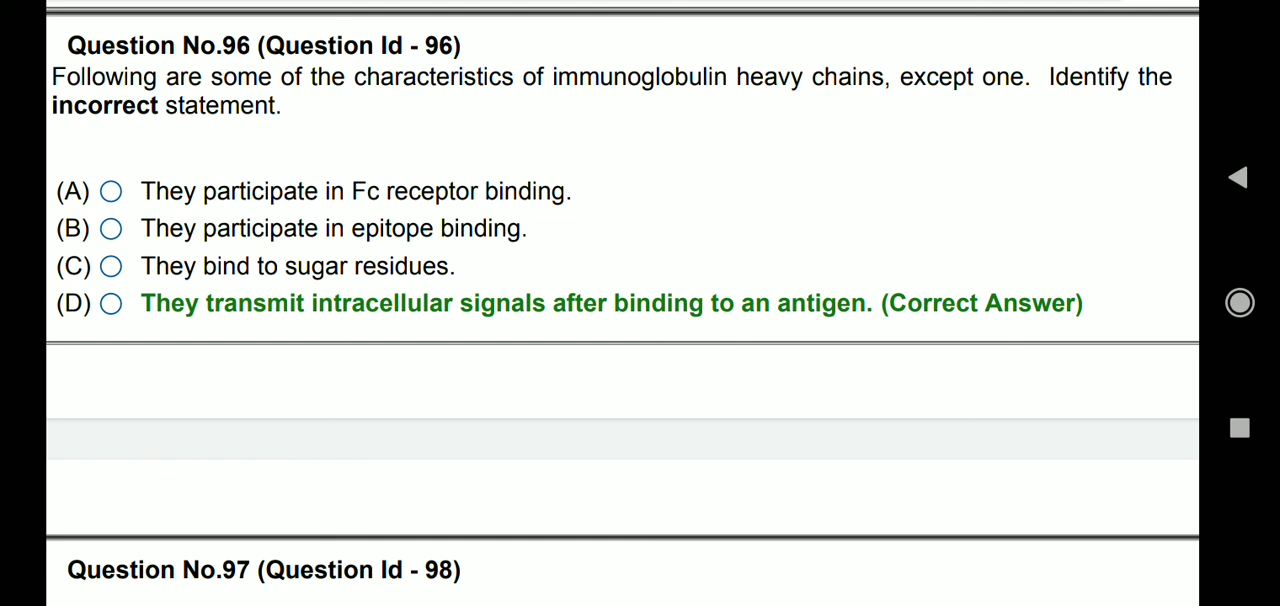 Question No.96 (Question Id - 96)
Following are some of the characteristics of immunoglobulin heavy chains, except one. Identify the
incorrect statement.
(A) They participate in Fc receptor binding.
(B) They participate in epitope binding.
(C) They bind to sugar residues.
(D) They transmit intracellular signals after binding to an antigen. (Correct Answer)
Question No.97 (Question Id - 98)